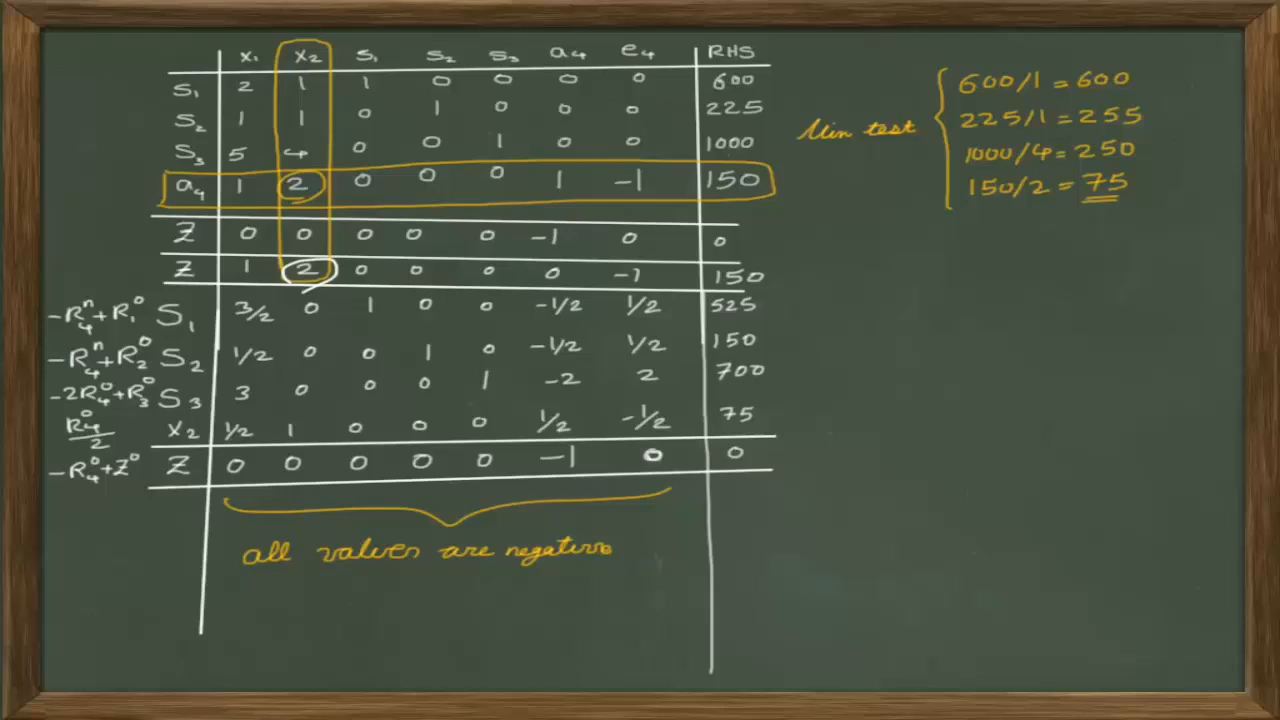 x₁ x₂ s₁ s₂ s₃ a₄ e₄ RHS
S₁ 2 1 1 0 0 0 0 600
S₂ 1 1 0 1 0 0 0 225
S₃ 5 4 0 0 1 0 0 1000
a₄ 1 2 0 0 0 1 -1 150
Z 0 0 0 0 0 -1 0 0
Z 1 2 0 0 0 0 -1 150
-R₄ⁿ+R₁⁰ S₁ 3/2 0 1 0 0 -1/2 1/2 525
-R₄ⁿ+R₂⁰ S₂ 1/2 0 0 1 0 -1/2 1/2 150
-2R₄⁰+R₃⁰ S₃ 3 0 0 0 1 -2 2 700
R₄⁰/2 x₂ 1/2 1 0 0 0 1/2 -1/2 75
-R₄⁰+Z⁰ Z 0 0 0 0 0 -1 0 0
all values are negative
Min test
600/1 = 600
225/1 = 255
1000/4 = 250
150/2 = 75